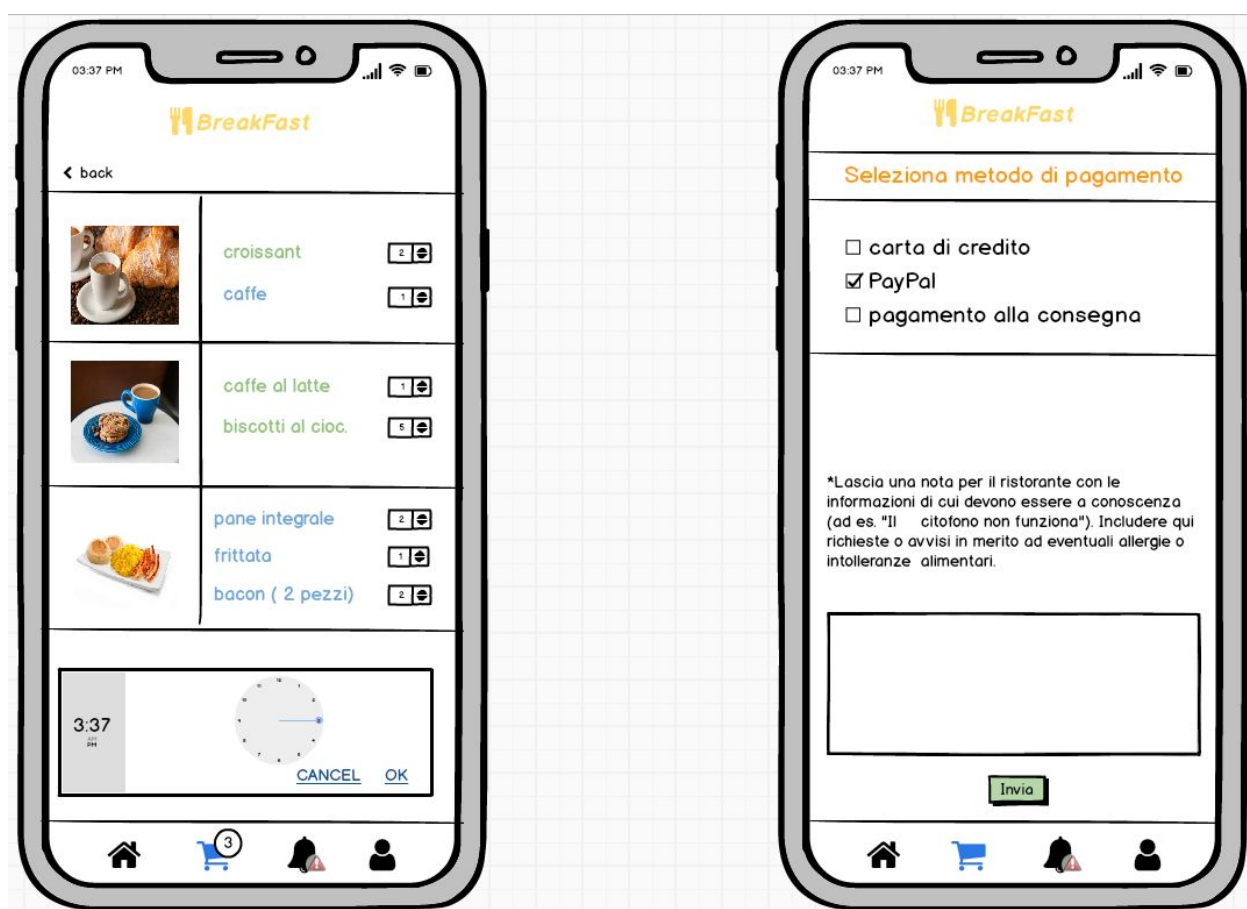 03:37 PM
BreakFast
back
croissant 2
caffe 1
caffe al latte 1
biscotti al cioc. 5
pane integrale 2
frittata 1
bacon ( 2 pezzi) 2
3:37
AM
PM
CANCEL OK
3
03:37 PM
BreakFast
Seleziona metodo di pagamento
carta di credito
PayPal
pagamento alla consegna
*Lascia una nota per il ristorante con le
informazioni di cui devono essere a conoscenza
(ad es. "Il citofono non funziona"). Includere qui
richieste o avvisi in merito ad eventuali allergie o
intolleranze alimentari.
Invia